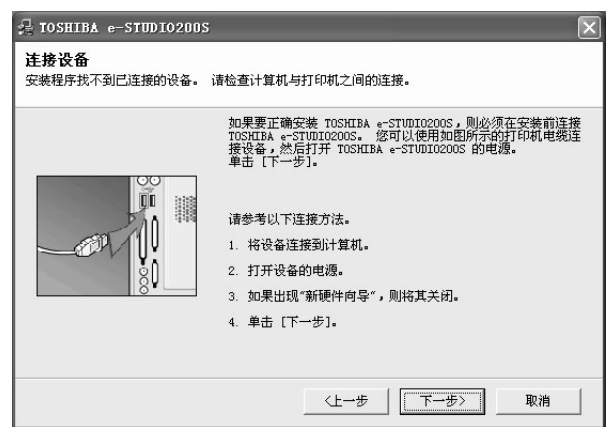 TOSHIBA e-STUDIO200S
连接设备
安装程序找不到已连接的设备。 请检查计算机与打印机之间的连接。
如果要正确安装 TOSHIBA e-STUDIO200S，则必须在安装前连接
TOSHIBA e-STUDIO200S。 您可以使用如图所示的打印机电缆连
接设备，然后打开 TOSHIBA e-STUDIO200S 的电源。
单击 [下一步]。
请参考以下连接方法。
1. 将设备连接到计算机。
2. 打开设备的电源。
3. 如果出现"新硬件向导"，则将其关闭。
4. 单击 [下一步]。
<上一步 下一步> 取消